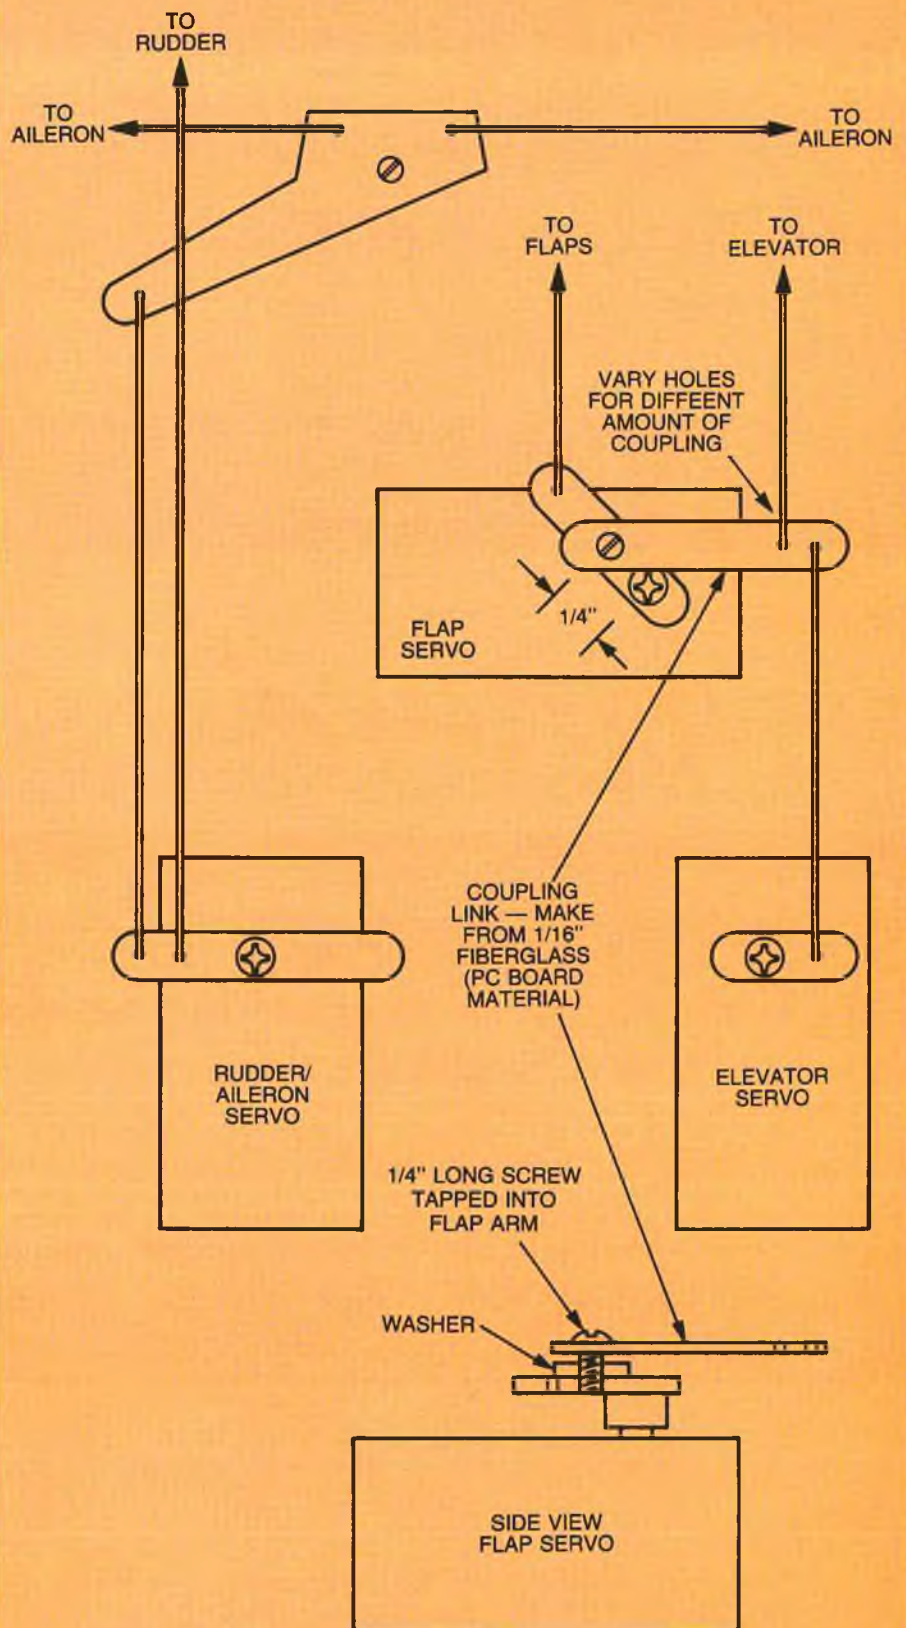 TO
RUDDER
TO
AILERON
TO
AILERON
TO
FLAPS
TO
ELEVATOR
VARY HOLES
FOR DIFFEENT
AMOUNT OF
COUPLING
1/4"
FLAP
SERVO
COUPLING
LINK — MAKE
FROM 1/16"
FIBERGLASS
(PC BOARD
MATERIAL)
RUDDER/
AILERON
SERVO
ELEVATOR
SERVO
1/4" LONG SCREW
TAPPED INTO
FLAP ARM
WASHER
SIDE VIEW
FLAP SERVO